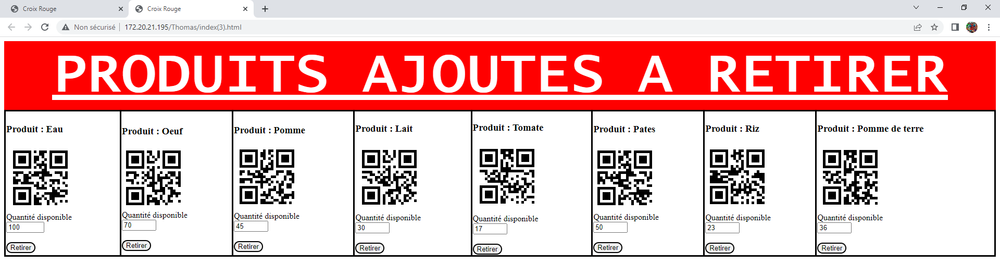 Croix Rouge
Croix Rouge
Non sécurisé | 172.20.21.195/Thomas/index(3).html
PRODUITS AJOUTES A RETIRER
Produit : Eau
Quantité disponible
100
Retirer
Produit : Oeuf
Quantité disponible
70
Retirer
Produit : Pomme
Quantité disponible
45
Retirer
Produit : Lait
Quantité disponible
30
Retirer
Produit : Tomate
Quantité disponible
17
Retirer
Produit : Pates
Quantité disponible
50
Retirer
Produit : Riz
Quantité disponible
23
Retirer
Produit : Pomme de terre
Quantité disponible
36
Retirer